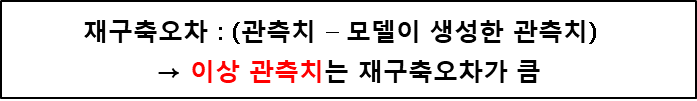 재구축오차 : (관측치 – 모델이 생성한 관측치)
→ 이상 관측치는 재구축오차가 큼